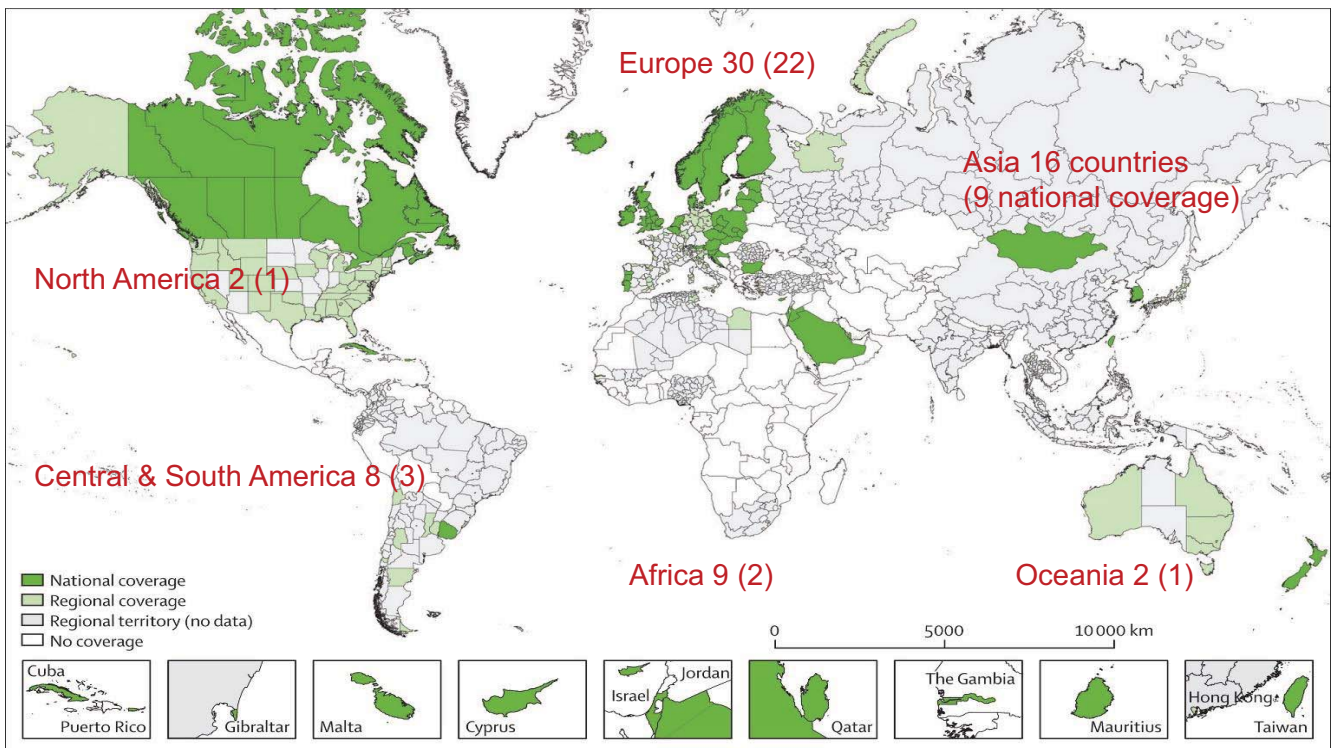 Europe 30 (22)
Asia 16 countries
(9 national coverage)
North America 2 (1)
Central & South America 8 (3)
Africa 9 (2)
Oceania 2 (1)
National coverage
Regional coverage
Regional territory (no data)
No coverage
0 5000 10 000 km
Cuba
Puerto Rico
Gibraltar
Malta
Cyprus
Israel
Jordan
Qatar
The Gambia
Mauritius
Hong Kong
Taiwan